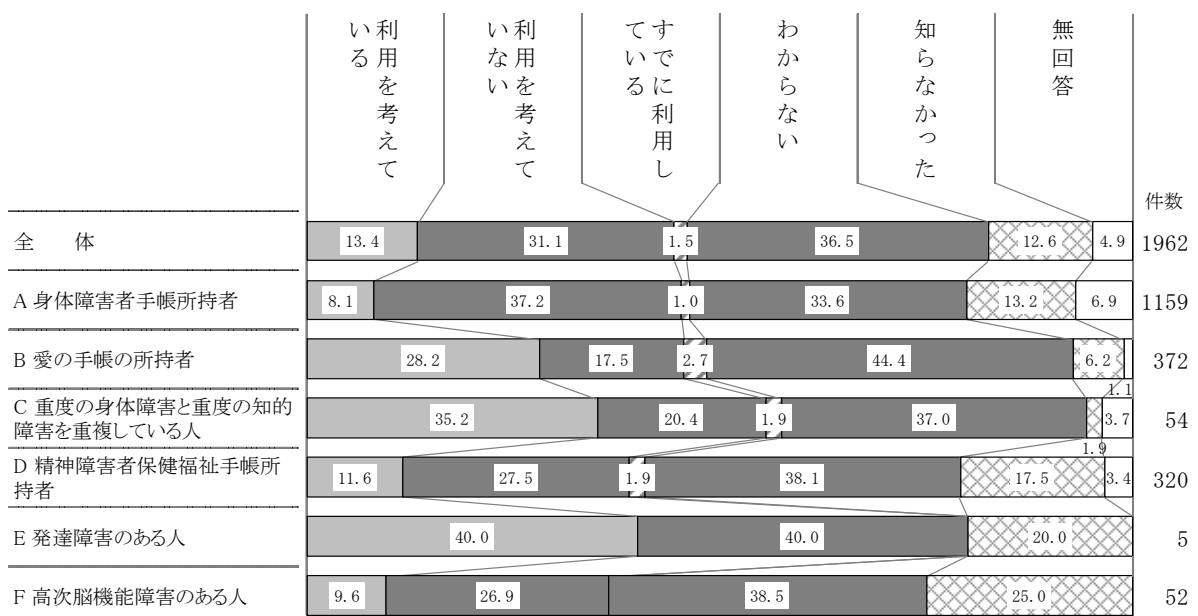 利用を考えて
いる
利用を考えて
いない
すでに利用し
ている
わからない
知らなかった
無回答
件数
全 体
13.4
31.1
1.5
36.5
12.6
4.9
1962
A 身体障害者手帳所持者
8.1
37.2
1.0
33.6
13.2
6.9
1159
B 愛の手帳の所持者
28.2
17.5
2.7
44.4
6.2
1.1
372
C 重度の身体障害と重度の知的
障害を重複している人
35.2
20.4
1.9
37.0
1.9
3.7
54
D 精神障害者保健福祉手帳所
持者
11.6
27.5
1.9
38.1
17.5
3.4
320
E 発達障害のある人
40.0
40.0
20.0
5
F 高次脳機能障害のある人
9.6
26.9
38.5
25.0
52